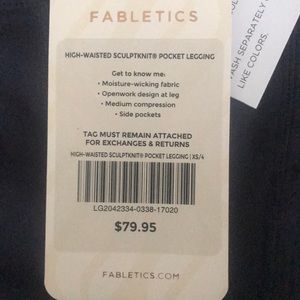 FABLETICS
HIGH-WAISTED SCULPTKNIT® POCKET LEGGING
Get to know me:
• Moisture-wicking fabric
• Openwork design at leg
• Medium compression
• Side pockets
TAG MUST REMAIN ATTACHED
FOR EXCHANGES & RETURNS
HIGH-WAISTED SCULPTKNIT® POCKET LEGGING | XS/4
LG2042334-0338-17020
$79.95
FABLETICS.COM
SEPARATELY
LIKE COLORS.